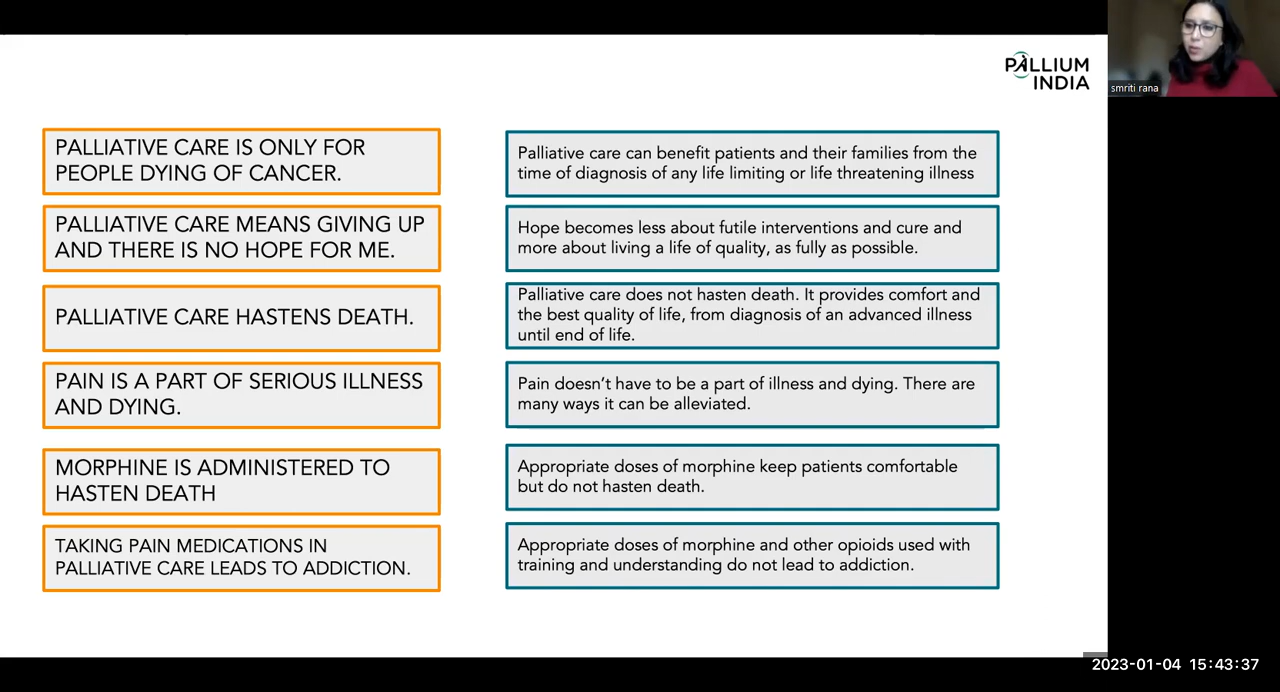 PALLIUM
INDIA
smriti rana
PALLIATIVE CARE IS ONLY FOR
PEOPLE DYING OF CANCER.
Palliative care can benefit patients and their families from the
time of diagnosis of any life limiting or life threatening illness
PALLIATIVE CARE MEANS GIVING UP
AND THERE IS NO HOPE FOR ME.
Hope becomes less about futile interventions and cure and
more about living a life of quality, as fully as possible.
PALLIATIVE CARE HASTENS DEATH.
Palliative care does not hasten death. It provides comfort and
the best quality of life, from diagnosis of an advanced illness
until end of life.
PAIN IS A PART OF SERIOUS ILLNESS
AND DYING.
Pain doesn’t have to be a part of illness and dying. There are
many ways it can be alleviated.
MORPHINE IS ADMINISTERED TO
HASTEN DEATH
Appropriate doses of morphine keep patients comfortable
but do not hasten death.
TAKING PAIN MEDICATIONS IN
PALLIATIVE CARE LEADS TO ADDICTION.
Appropriate doses of morphine and other opioids used with
training and understanding do not lead to addiction.
2023-01-04 15:43:37